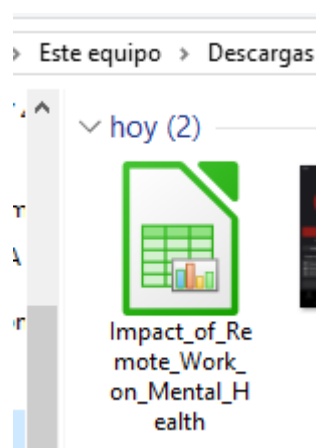 Este equipo > Descargas
hoy (2)
Impact_of_Re
mote_Work_
on_Mental_H
ealth